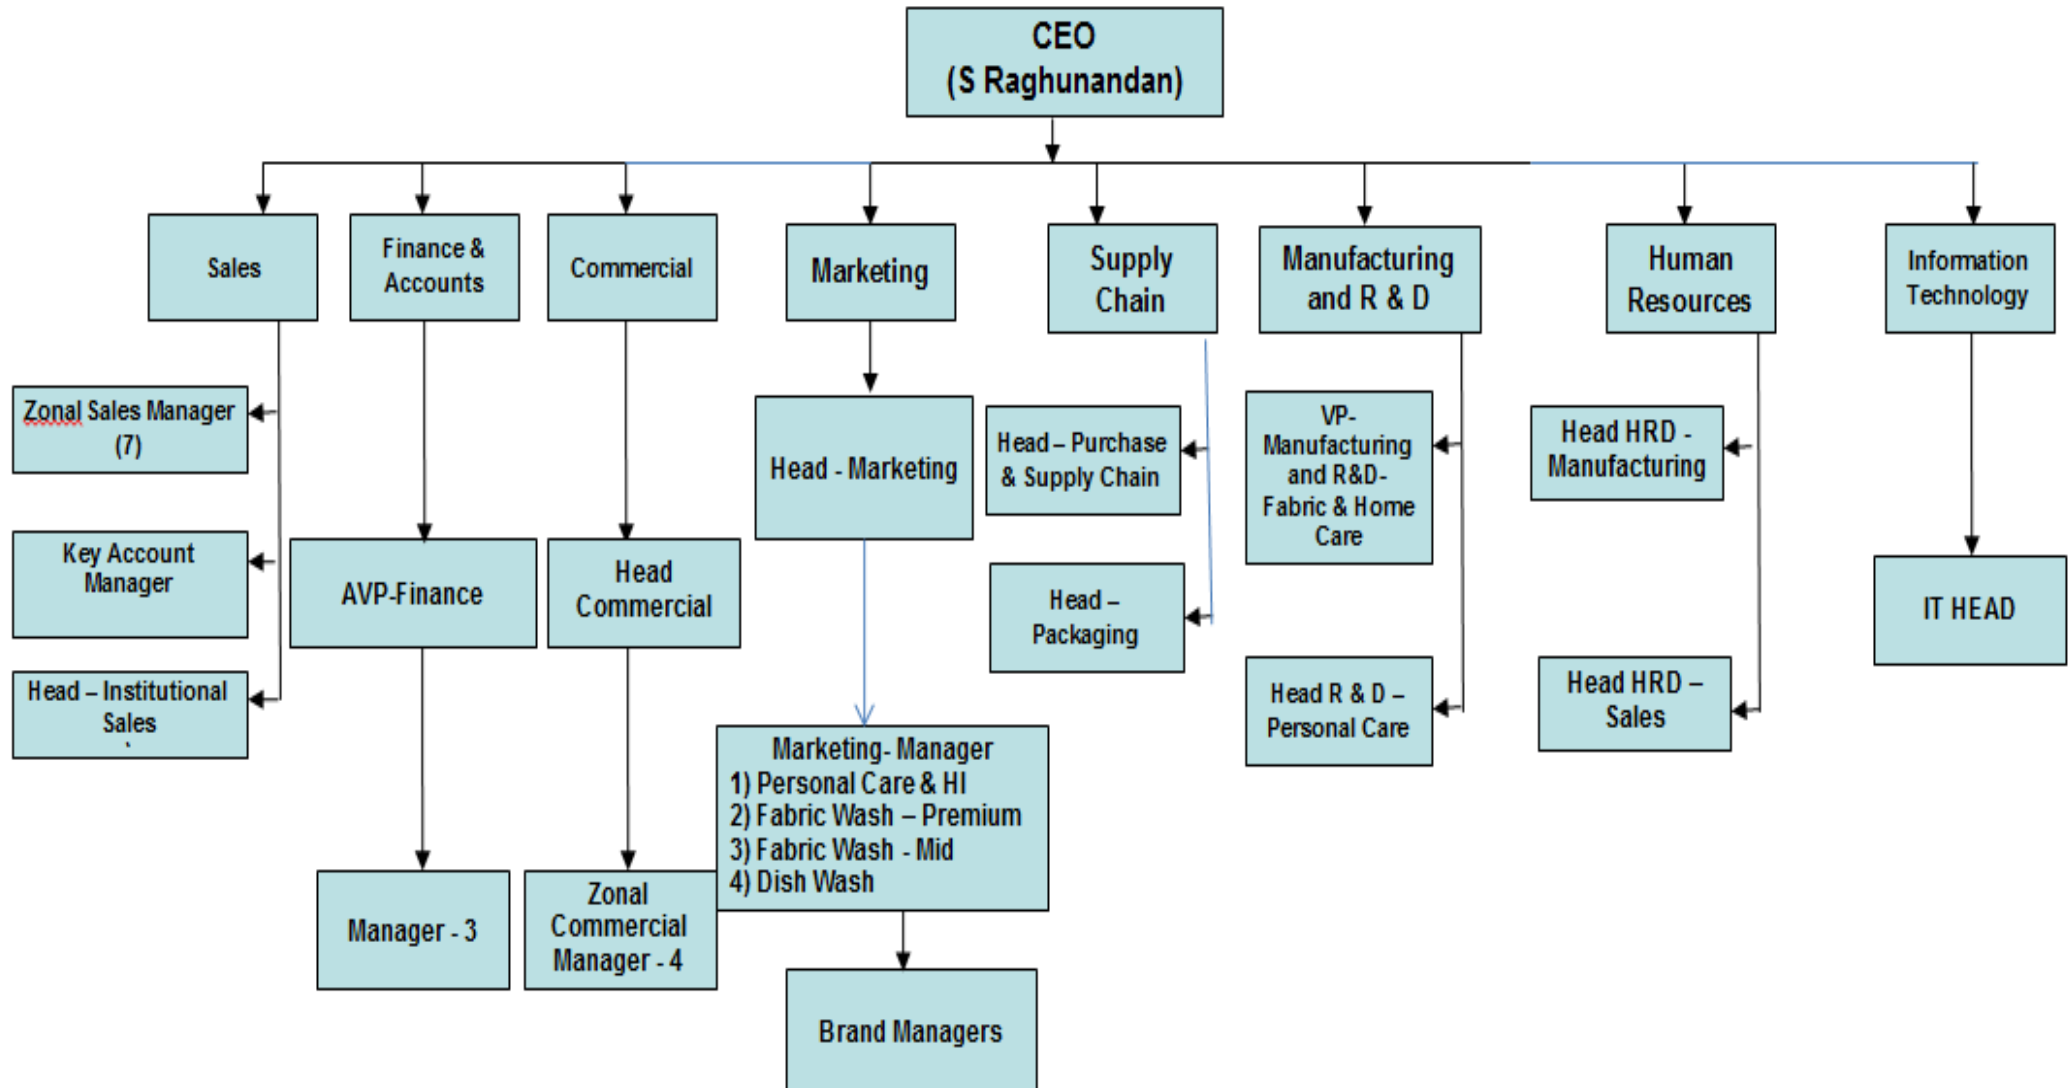 CEO
(S Raghunandan)
Sales
Finance &
Accounts
Commercial
Marketing
Supply
Chain
Manufacturing
and R & D
Human
Resources
Information
Technology
Zonal Sales Manager
(7)
Key Account
Manager
Head – Institutional
Sales
AVP-Finance
Manager - 3
Head
Commercial
Zonal
Commercial
Manager - 4
Head - Marketing
Marketing- Manager
1) Personal Care & HI
2) Fabric Wash – Premium
3) Fabric Wash - Mid
4) Dish Wash
Brand Managers
Head – Purchase
& Supply Chain
Head –
Packaging
VP-
Manufacturing
and R&D-
Fabric & Home
Care
Head R & D –
Personal Care
Head HRD -
Manufacturing
Head HRD –
Sales
IT HEAD